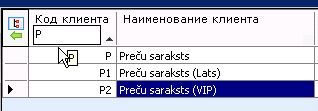 Код клиента Наименование клиента
P
P
P Preču saraksts
P1 Preču saraksts (Lats)
P2 Preču saraksts (VIP)